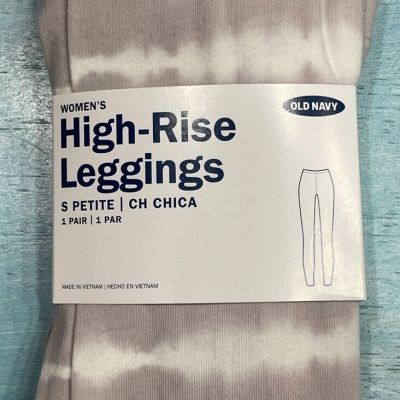 WOMEN'S
High-Rise
Leggings
S PETITE | CH CHICA
1 PAIR | 1 PAR
MADE IN VIETNAM | HECHO EN VIETNAM
OLD NAVY